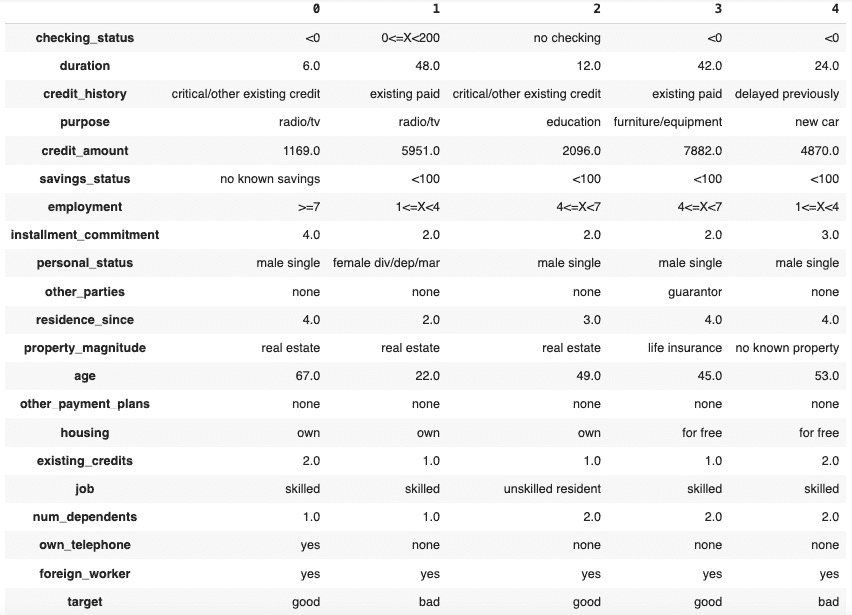 0 1 2 3 4
checking_status <0 0<=X<200 no checking <0 <0
duration 6.0 48.0 12.0 42.0 24.0
credit_history critical/other existing credit existing paid critical/other existing credit existing paid delayed previously
purpose radio/tv radio/tv education furniture/equipment new car
credit_amount 1169.0 5951.0 2096.0 7882.0 4870.0
savings_status no known savings <100 <100 <100 <100
employment >=7 1<=X<4 4<=X<7 4<=X<7 1<=X<4
installment_commitment 4.0 2.0 2.0 2.0 3.0
personal_status male single female div/dep/mar male single male single male single
other_parties none none none guarantor none
residence_since 4.0 2.0 3.0 4.0 4.0
property_magnitude real estate real estate real estate life insurance no known property
age 67.0 22.0 49.0 45.0 53.0
other_payment_plans none none none none none
housing own own own for free for free
existing_credits 2.0 1.0 1.0 1.0 2.0
job skilled skilled unskilled resident skilled skilled
num_dependents 1.0 1.0 2.0 2.0 2.0
own_telephone yes none none none none
foreign_worker yes yes yes yes yes
target good bad good good bad